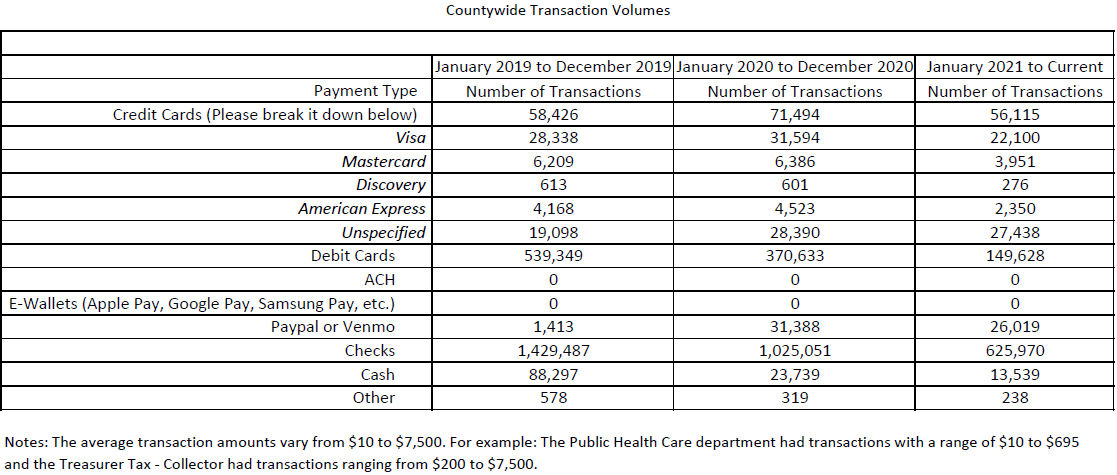 Countywide Transaction Volumes
January 2019 to December 2019 January 2020 to December 2020 January 2021 to Current
Payment Type Number of Transactions Number of Transactions Number of Transactions
Credit Cards (Please break it down below) 58,426 71,494 56,115
Visa 28,338 31,594 22,100
Mastercard 6,209 6,386 3,951
Discovery 613 601 276
American Express 4,168 4,523 2,350
Unspecified 19,098 28,390 27,438
Debit Cards 539,349 370,633 149,628
ACH 0 0 0
E-Wallets (Apple Pay, Google Pay, Samsung Pay, etc.) 0 0 0
Paypal or Venmo 1,413 31,388 26,019
Checks 1,429,487 1,025,051 625,970
Cash 88,297 23,739 13,539
Other 578 319 238
Notes: The average transaction amounts vary from $10 to $7,500. For example: The Public Health Care department had transactions with a range of $10 to $695
and the Treasurer Tax - Collector had transactions ranging from $200 to $7,500.